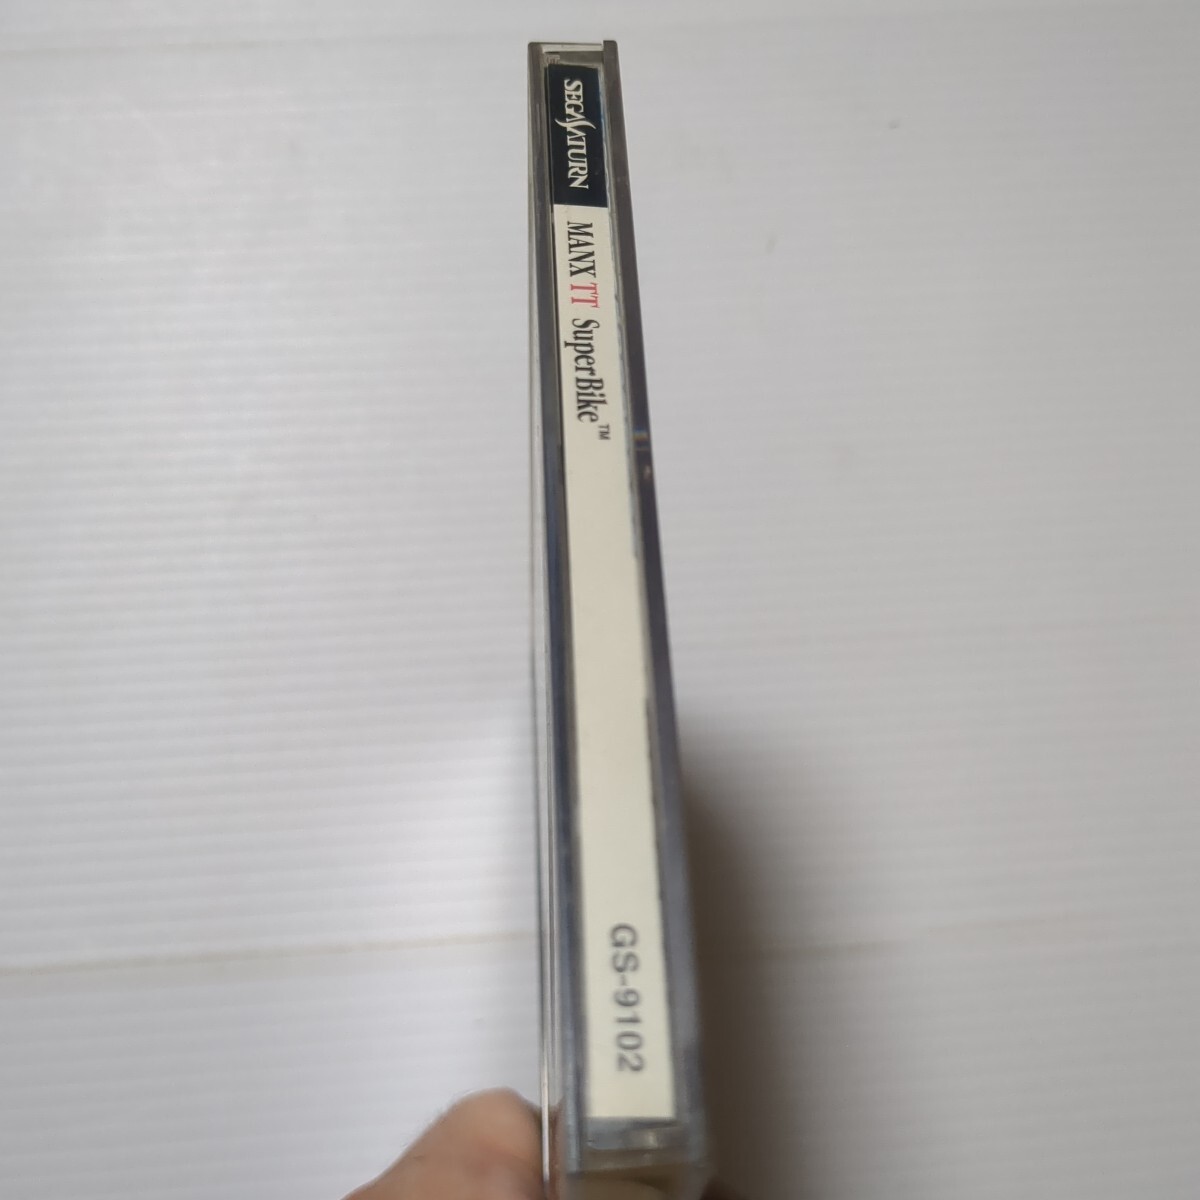 SEGA SATURN
MANX TT SuperBike™
GS-9102